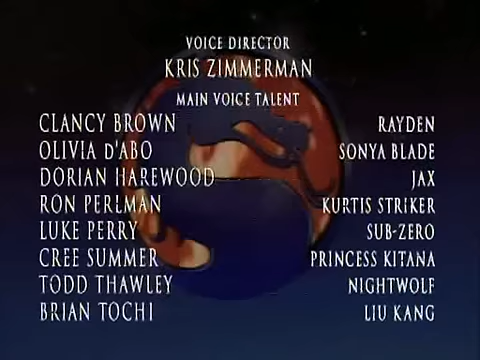 VOICE DIRECTOR
KRIS ZIMMERMAN
MAIN VOICE TALENT
CLANCY BROWN RAYDEN
OLIVIA D'ABO SONYA BLADE
DORIAN HAREWOOD JAX
RON PERLMAN KURTIS STRIKER
LUKE PERRY SUB-ZERO
CREE SUMMER PRINCESS KITANA
TODD THAWLEY NIGHTWOLF
BRIAN TOCHI LIU KANG